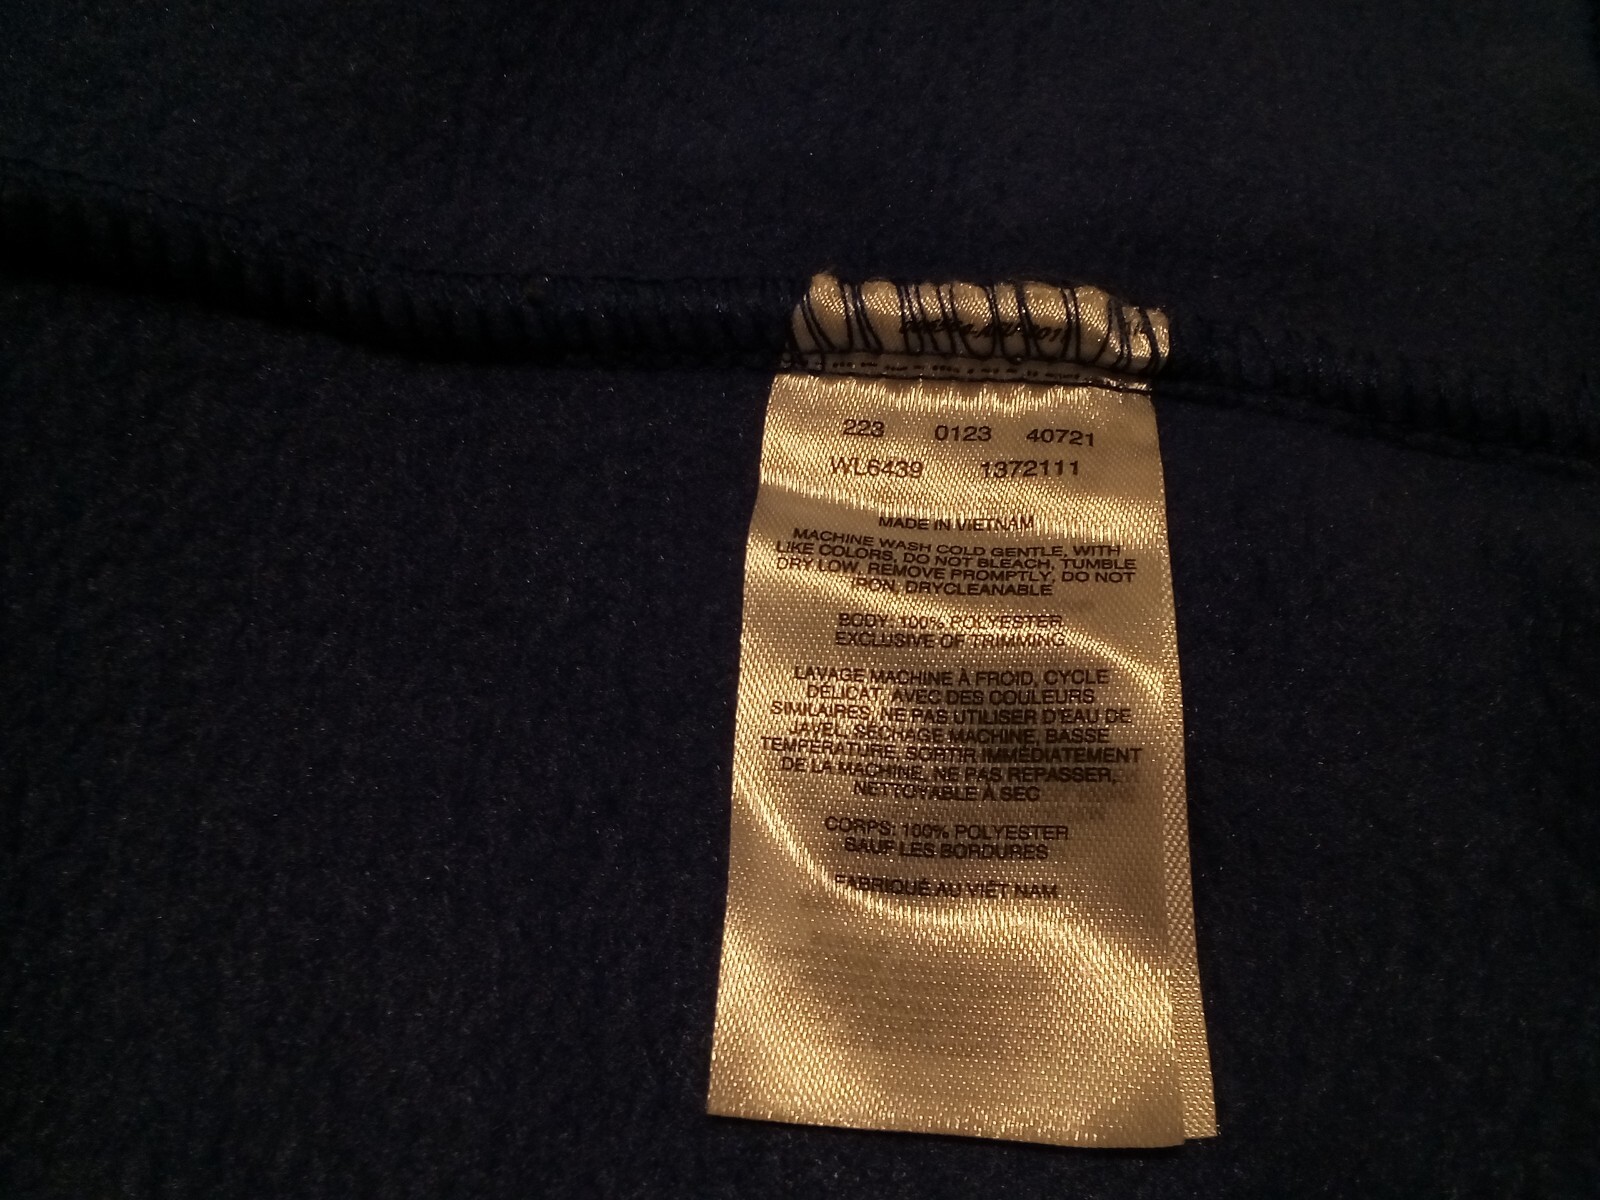 223 0123 40721
WL6439 1372111
MADE IN VIETNAM
MACHINE WASH COLD GENTLE, WITH
LIKE COLORS, DO NOT BLEACH, TUMBLE
DRY LOW, REMOVE PROMPTLY, DO NOT
IRON, DRYCLEANABLE
BODY: 100% POLYESTER
EXCLUSIVE OF TRIMMING
LAVAGE MACHINE À FROID, CYCLE
DÉLICAT, AVEC DES COULEURS
SIMILAIRES, NE PAS UTILISER D'EAU DE
JAVEL, SÉCHAGE MACHINE, BASSE
TEMPÉRATURE, SORTIR IMMÉDIATEMENT
DE LA MACHINE, NE PAS REPASSER,
NETTOYABLE À SEC
CORPS: 100% POLYESTER
SAUF LES BORDURES
FABRIQUÉ AU VIÊT NAM